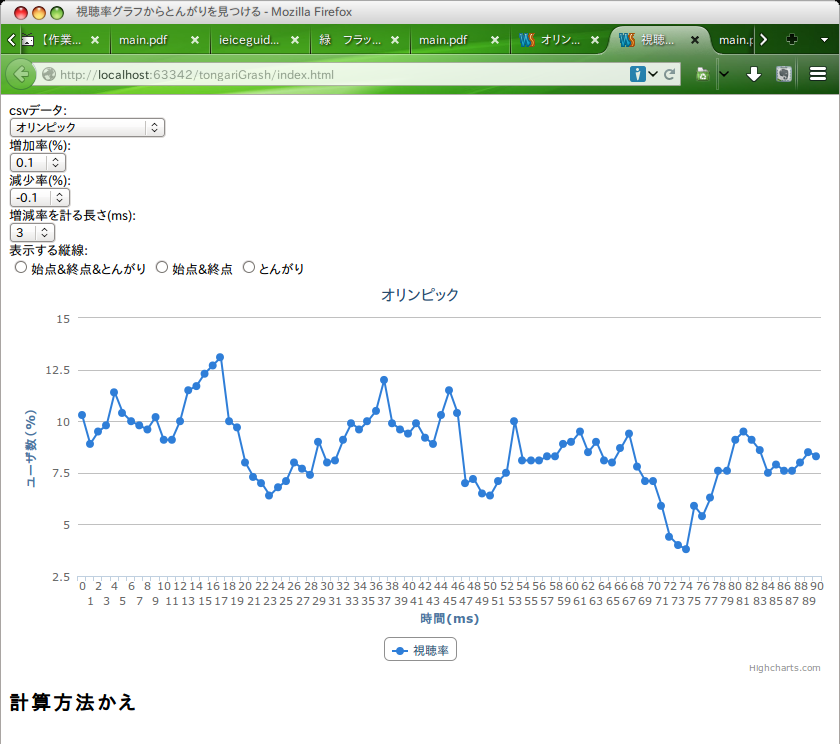 視聴率グラフからとんがりを見つける - Mozilla Firefox
【作業... main.pdf ieiceguid... 緑 フラッ... main.pdf オリン... 視聴... main.p
http://localhost:63342/tongariGrash/index.html
csvデータ:
オリンピック
増加率(%):
0.1
減少率(%):
-0.1
増減率を計る長さ(ms):
3
表示する縦線:
始点&終点&とんがり 始点&終点 とんがり
オリンピック
15
12.5
10
7.5
5
2.5
ユーザ数(%)
0 2 4 6 8 10 12 14 16 18 20 22 24 26 28 30 32 34 36 38 40 42 44 46 48 50 52 54 56 58 60 62 64 66 68 70 72 74 76 78 80 82 84 86 88 90
1 3 5 7 9 11 13 15 17 19 21 23 25 27 29 31 33 35 37 39 41 43 45 47 49 51 53 55 57 59 61 63 65 67 69 71 73 75 77 79 81 83 85 87 89
時間(ms)
視聴率
Highcharts.com
計算方法かえ